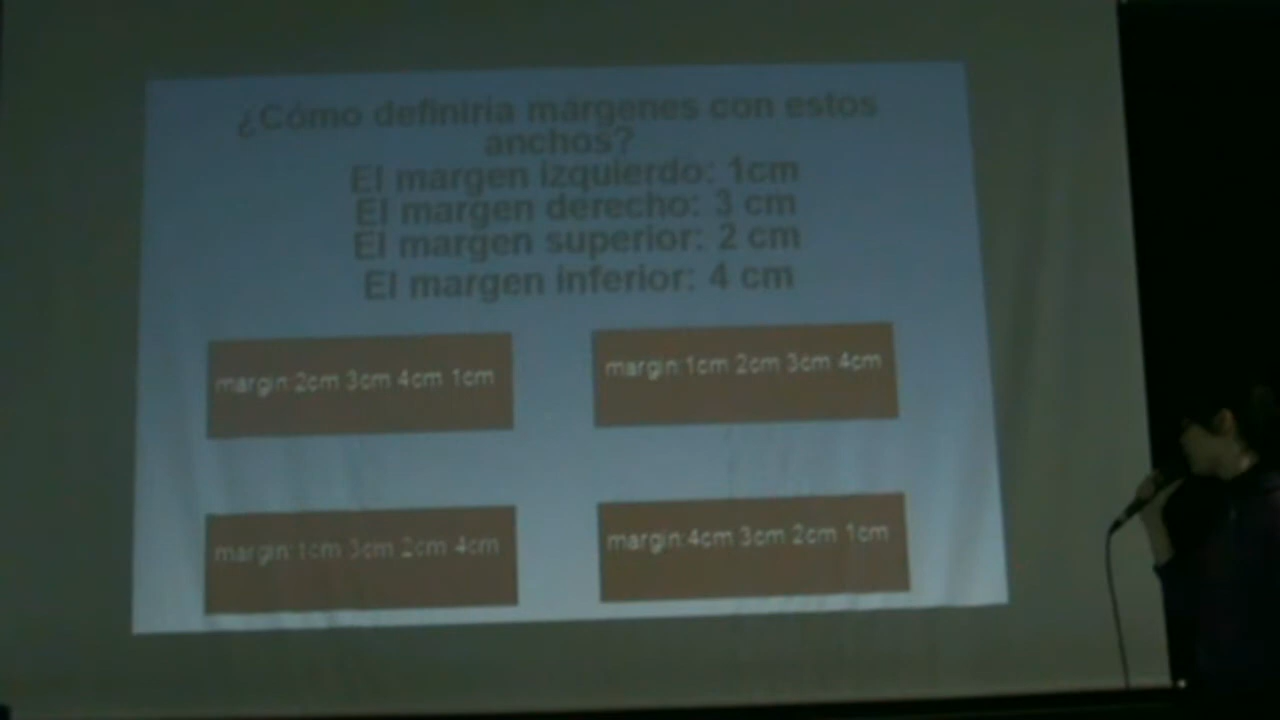 ¿Cómo definiria margenes con estos
anchos?
El margen izquierdo: 1cm
El margen derecho: 3 cm
El margen superior: 2 cm
El margen inferior: 4 cm
margin:2cm 3cm 4cm 1cm
margin:1cm 2cm 3cm 4cm
margin:1cm 3cm 2cm 4cm
margin:4cm 3cm 2cm 1cm